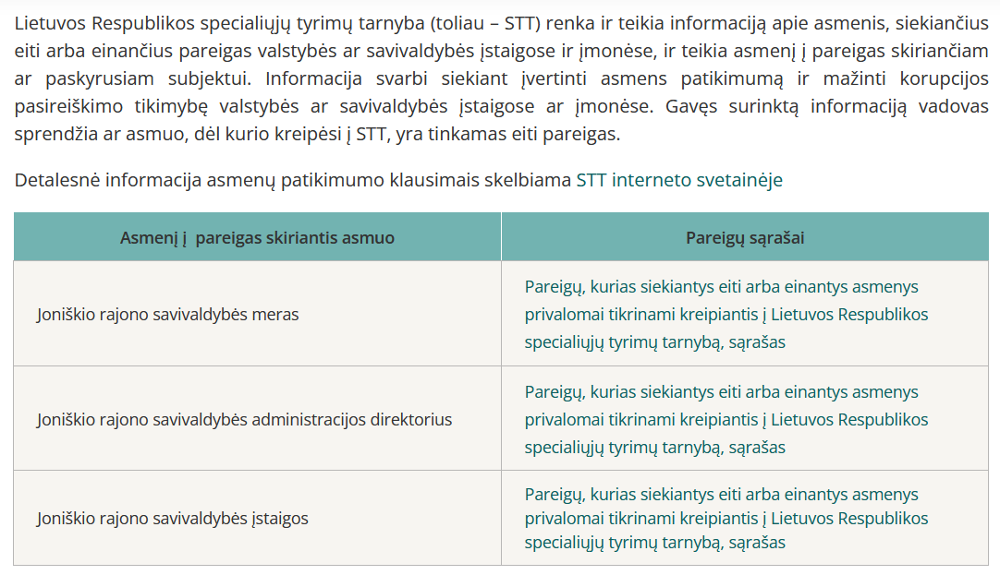 Lietuvos Respublikos specialiųjų tyrimų tarnyba (toliau – STT) renka ir teikia informaciją apie asmenis, siekiančius
eiti arba einančius pareigas valstybės ar savivaldybės įstaigose ir įmonėse, ir teikia asmenį į pareigas skiriančiam
ar paskyrusiam subjektui. Informacija svarbi siekiant įvertinti asmens patikimumą ir mažinti korupcijos
pasireiškimo tikimybę valstybės ar savivaldybės įstaigose ar įmonėse. Gavęs surinktą informaciją vadovas
sprendžia ar asmuo, dėl kurio kreipėsi į STT, yra tinkamas eiti pareigas.
Detalesnė informacija asmenų patikimumo klausimais skelbiama STT interneto svetainėje
Asmenį į pareigas skiriantis asmuo
Pareigų sąrašai
Joniškio rajono savivaldybės meras
Pareigų, kurias siekiantys eiti arba einantys asmenys
privalomai tikrinami kreipiantis į Lietuvos Respublikos
specialiųjų tyrimų tarnybą, sąrašas
Joniškio rajono savivaldybės administracijos direktorius
Pareigų, kurias siekiantys eiti arba einantys asmenys
privalomai tikrinami kreipiantis į Lietuvos Respublikos
specialiųjų tyrimų tarnybą, sąrašas
Joniškio rajono savivaldybės įstaigos
Pareigų, kurias siekiantys eiti arba einantys asmenys
privalomai tikrinami kreipiantis į Lietuvos Respublikos
specialiųjų tyrimų tarnybą, sąrašas